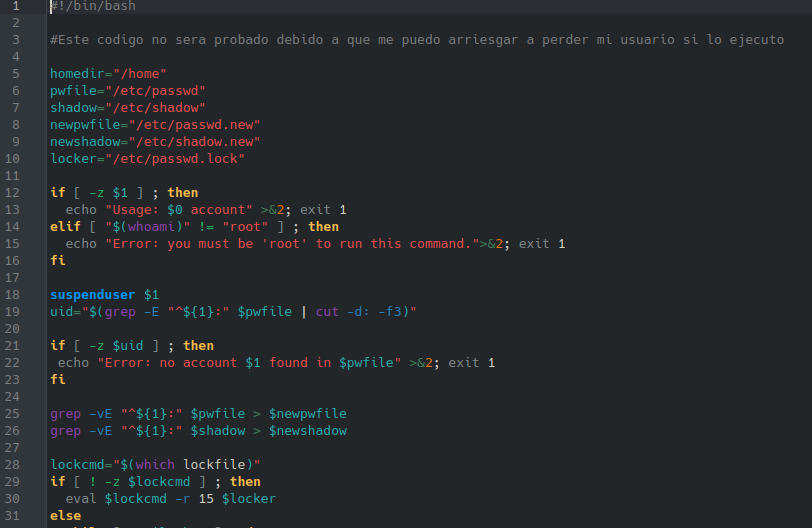 1 #!/bin/bash
2
3 #Este codigo no sera probado debido a que me puedo arriesgar a perder mi usuario si lo ejecuto
4
5 homedir="/home"
6 pwfile="/etc/passwd"
7 shadow="/etc/shadow"
8 newpwfile="/etc/passwd.new"
9 newshadow="/etc/shadow.new"
10 locker="/etc/passwd.lock"
11
12 if [ -z $1 ] ; then
13   echo "Usage: $0 account" >&2; exit 1
14 elif [ "$(whoami)" != "root" ] ; then
15   echo "Error: you must be 'root' to run this command.">&2; exit 1
16 fi
17
18 suspenduser $1
19 uid="$(grep -E "^${1}:" $pwfile | cut -d: -f3)"
20
21 if [ -z $uid ] ; then
22  echo "Error: no account $1 found in $pwfile" >&2; exit 1
23 fi
24
25 grep -vE "^${1}:" $pwfile > $newpwfile
26 grep -vE "^${1}:" $shadow > $newshadow
27
28 lockcmd="$(which lockfile)"
29 if [ ! -z $lockcmd ] ; then
30   eval $lockcmd -r 15 $locker
31 else